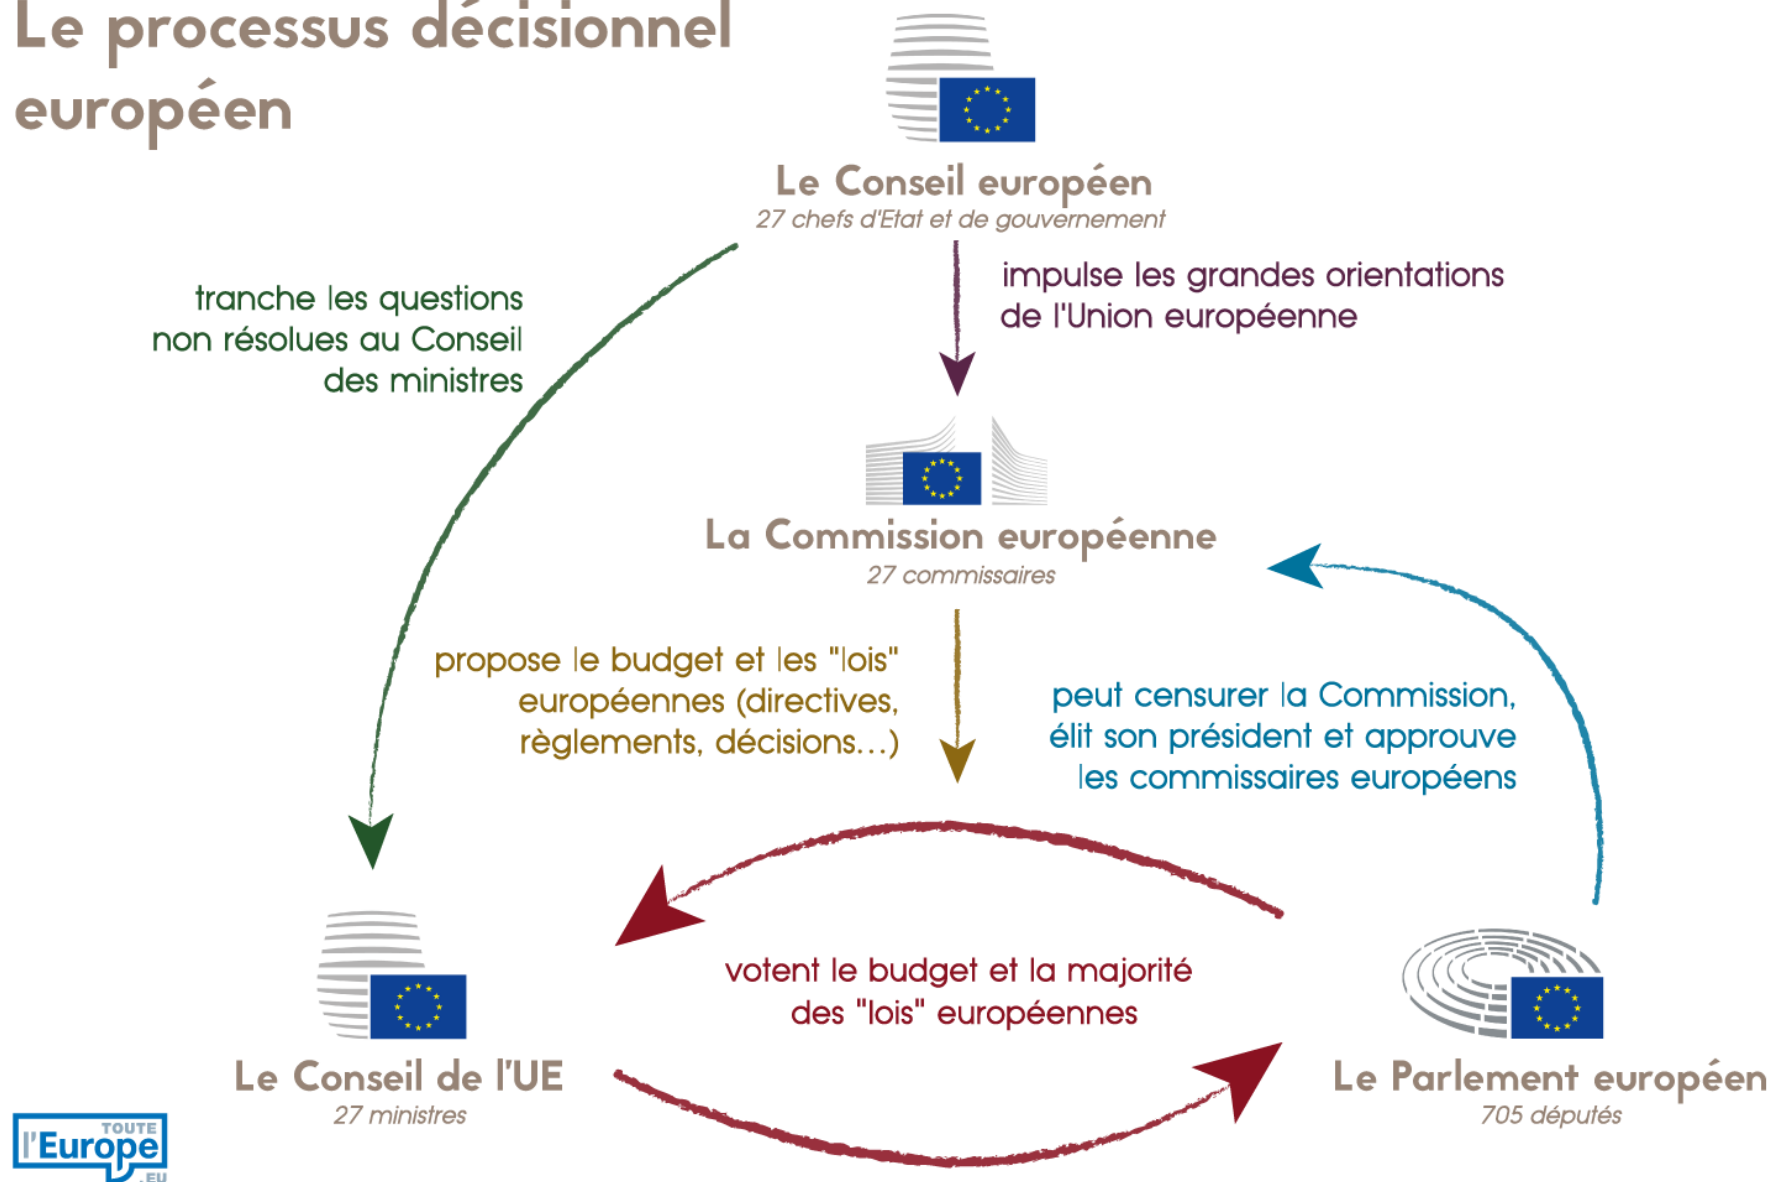 Le processus décisionnel
européen
Le Conseil européen
27 chefs d'Etat et de gouvernement
tranche les questions
non résolues au Conseil
des ministres
impulse les grandes orientations
de l'Union européenne
La Commission européenne
27 commissaires
propose le budget et les "lois"
européennes (directives,
règlements, décisions...)
peut censurer la Commission,
élit son président et approuve
les commissaires européens
votent le budget et la majorité
des "lois" européennes
Le Conseil de l'UE
27 ministres
Le Parlement européen
705 députés
TOUTE
l'Europe
.EU